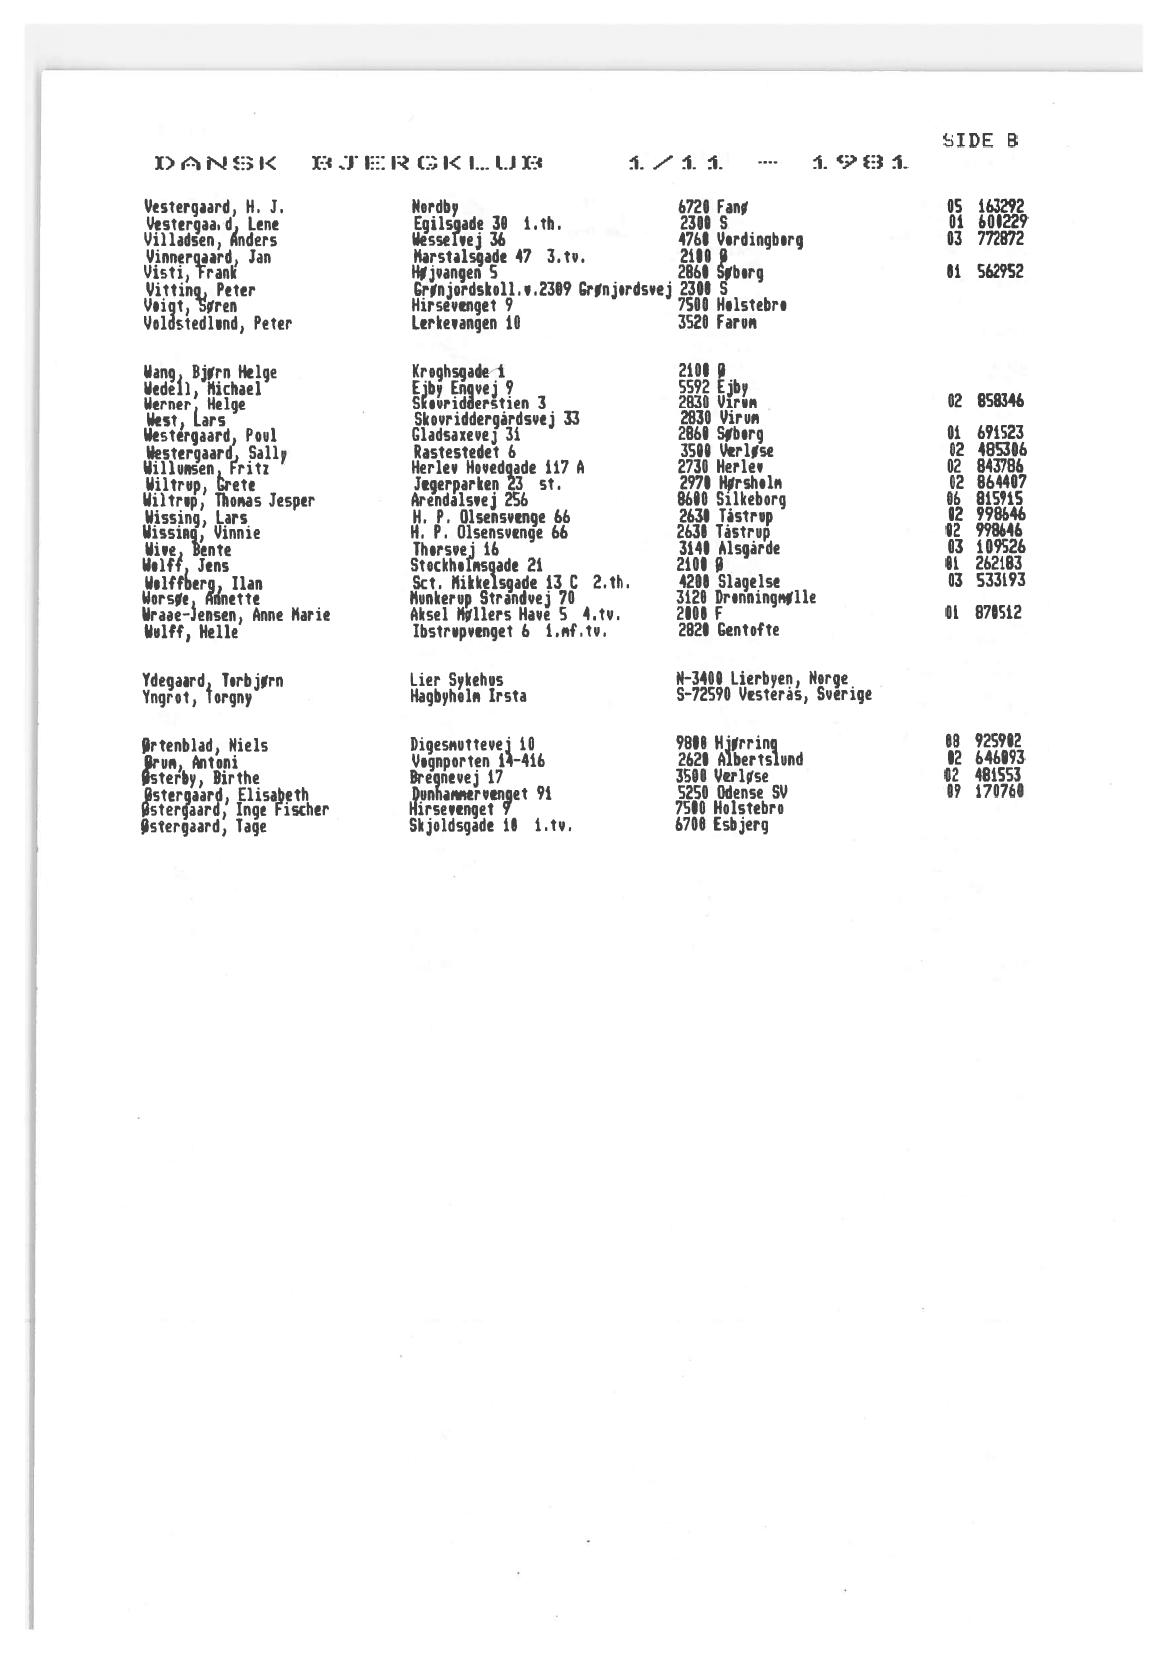 SIDE 8
DANSK BJERGKLUB 1/11 - 1981
Vestergaard, H. J. Nordby 6720 Fanø 05 163292
Vestergaard, Lene Egilsgade 30 1.th. 2300 S 01 600229
Villadsen, Anders Wesselvej 36 4760 Vordingborg 03 772872
Vinnergaard, Jan Marstalsgade 47 3.tv. 2100 Ø
Visti, Frank Højvangen 5 2860 Søborg 01 562952
Vitting, Peter Grønjordskoll.v.2309 Grønjordsvej 2300 S
Voigt, Søren Hirsevenget 9 7500 Holstebro
Voldstedlund, Peter Lerkevangen 10 3520 Farum
Wang, Bjørn Helge Kroghsgade 1 2100 Ø
Wedell, Michael Ejby Engvej 9 5592 Ejby
Werner, Helge Skovridderstien 3 2830 Virum 02 858346
West, Lars Skovriddergårdsvej 33 2830 Virum
Westergaard, Poul Gladsaxevej 31 2860 Søborg 01 691523
Westergaard, Sally Rastestedet 6 3500 Verløse 02 485306
Willumsen, Fritz Herlev Hovedgade 117 A 2730 Herlev 02 843786
Wiltrup, Grete Jegerparken 23 st. 2970 Hørsholm 02 864407
Wiltrup, Thomas Jesper Arendalsvej 256 8600 Silkeborg 06 815915
Wissing, Lars H. P. Olsensvenge 66 2630 Tåstrup 02 998646
Wissing, Vinnie H. P. Olsensvenge 66 2630 Tåstrup 02 998646
Wive, Bente Thorsvej 16 3140 Alsgårde 03 109526
Wolff, Jens Stockholmsgade 21 2100 Ø 01 262183
Wolffberg, Ilan Sct. Mikkelsgade 13 C 2.th. 4200 Slagelse 03 533193
Worsøe, Annette Munkerup Strandvej 70 3120 Dronningmølle
Wraae-Jensen, Anne Marie Aksel Møllers Have 5 4.tv. 2000 F 01 870512
Wulff, Helle Ibstrupvenget 6 1.mf.tv. 2820 Gentofte
Ydegaard, Torbjørn Lier Sykehus N-3400 Lierbyen, Norge
Yngrot, Torgny Hagbyholm Irsta S-72590 Vesterås, Sverige
Ørtenblad, Niels Digesmuttevej 10 9800 Hjørring 08 925902
Ørum, Antoni Vognporten 14-416 2620 Albertslund 02 646093
Østerby, Birthe Bregnevej 17 3500 Verløse 02 481553
Østergaard, Elisabeth Dunhammervenget 91 5250 Odense SV 09 170760
Østergaard, Inge Fischer Hirsevenget 9 7500 Holstebro
Østergaard, Tage Skjoldsgade 10 1.tv. 6700 Esbjerg